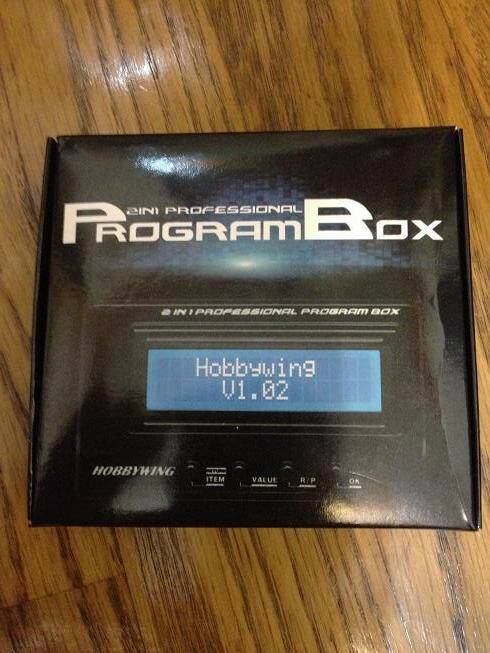 2IN1 PROFESSIONAL
PROGRAMBOX
2 IN 1 PROFESSIONAL PROGRAM BOX
Hobbywing
V1.02
HOBBYWING
ITEM VALUE R/P OK